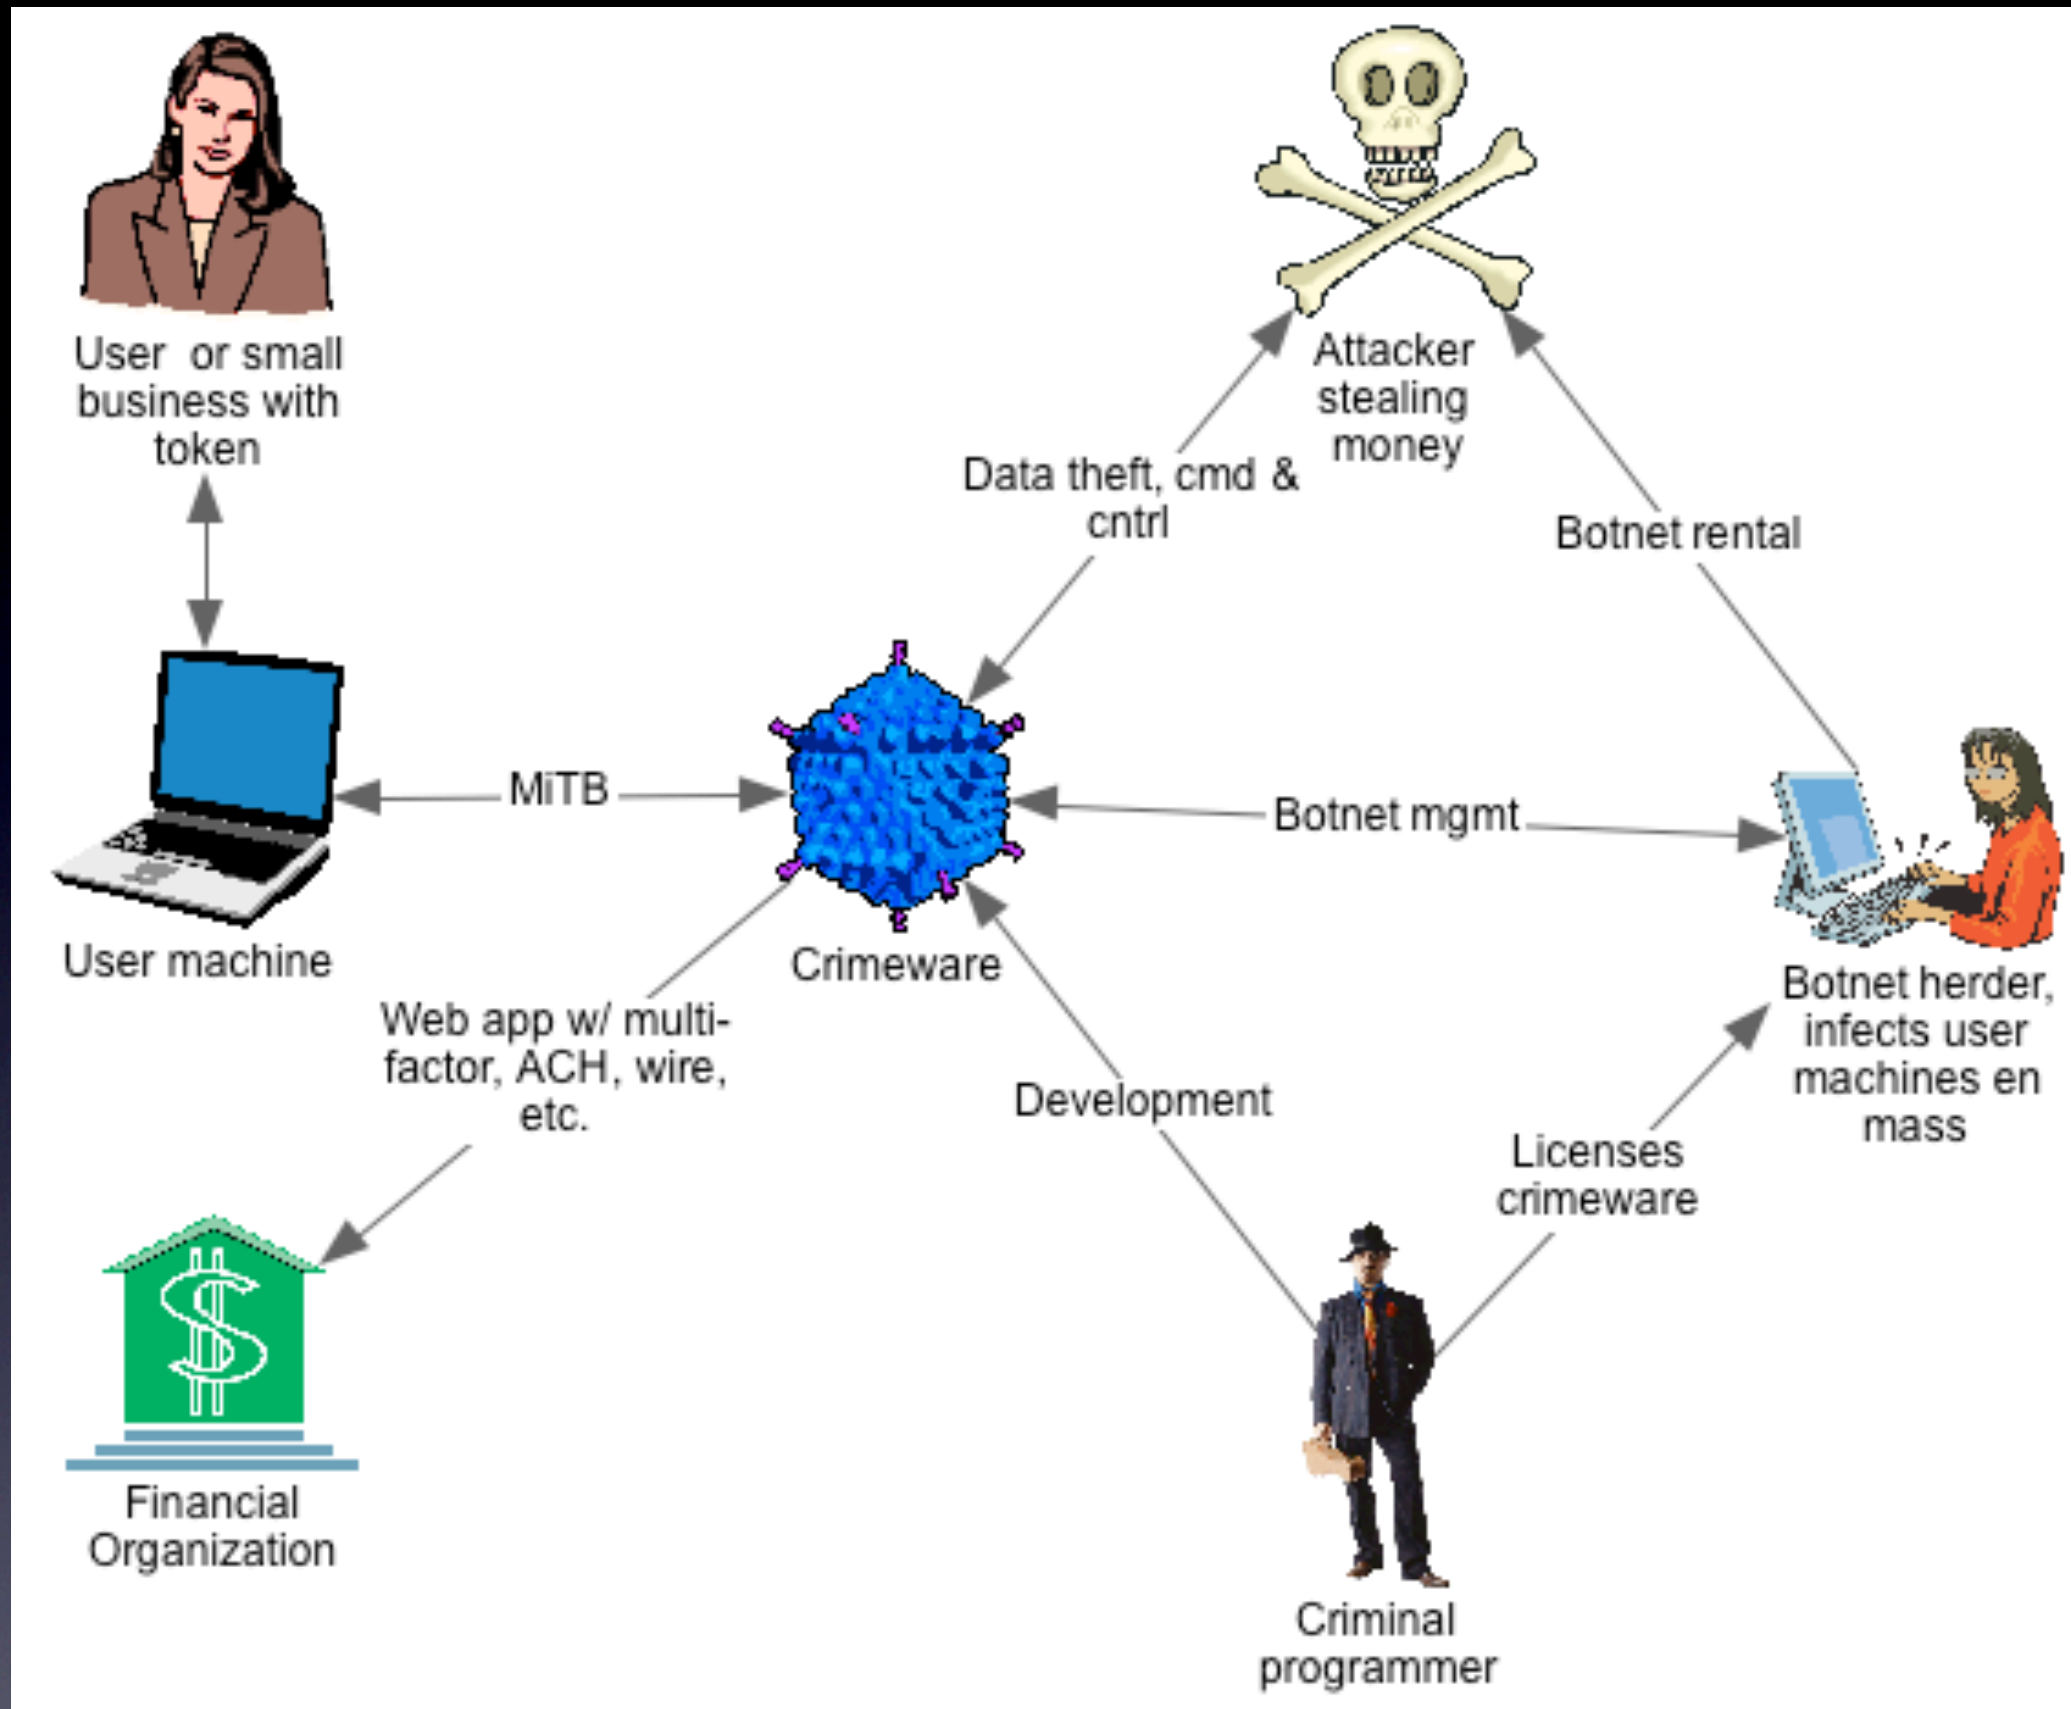 User or small
business with
token
Attacker
stealing
money
Data theft, cmd &
cntrl
Botnet rental
MiTB
Botnet mgmt
User machine
Crimeware
Botnet herder,
infects user
machines en
mass
Web app w/ multi-
factor, ACH, wire,
etc.
Development
Licenses
crimeware
Financial
Organization
Criminal
programmer